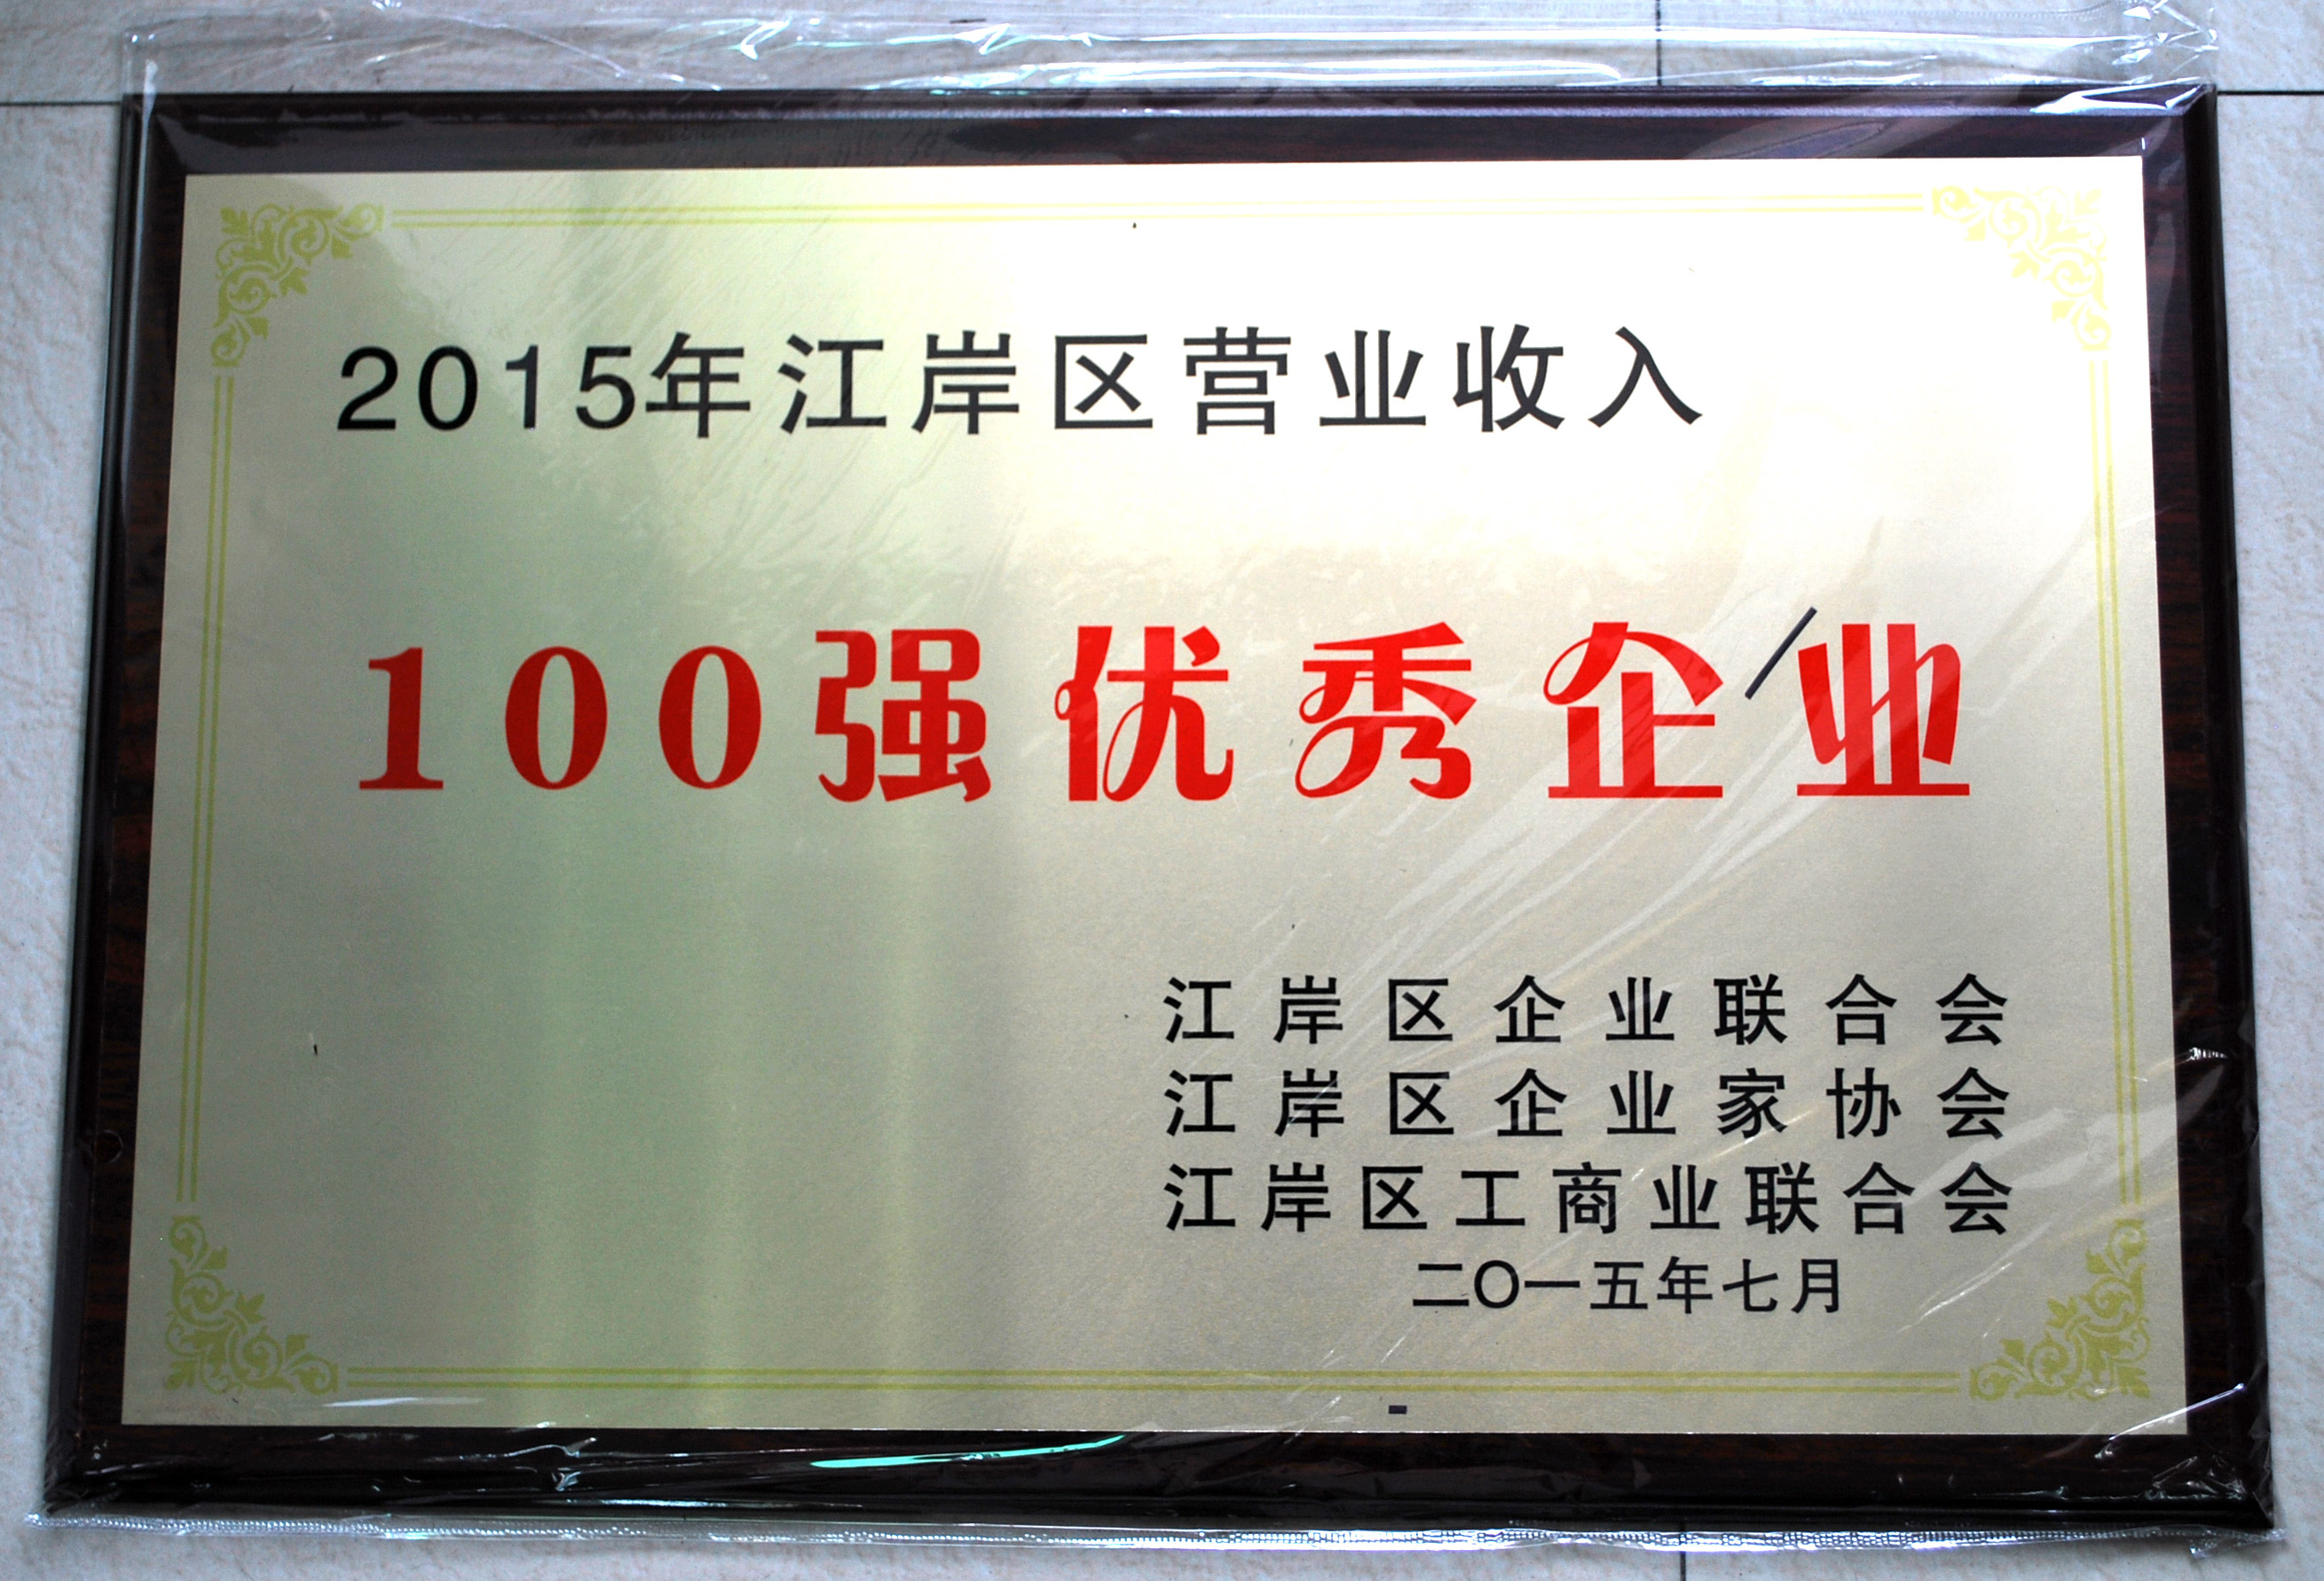 2015年江岸区营业收入
100强优秀企业
江岸区企业联合会
江岸区企业家协会
江岸区工商业联合会
二〇一五年七月